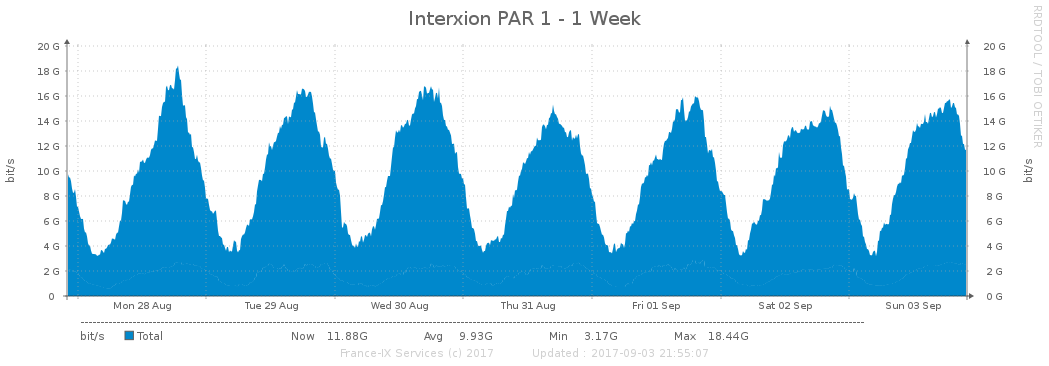 Interxion PAR 1 - 1 Week
RRDTOOL / TOBI OETIKER
20 G 20 G
18 G 18 G
16 G 16 G
14 G 14 G
12 G 12 G
10 G 10 G
8 G 8 G
6 G 6 G
4 G 4 G
2 G 2 G
0 0 G
bit/s bit/s
Mon 28 Aug Tue 29 Aug Wed 30 Aug Thu 31 Aug Fri 01 Sep Sat 02 Sep Sun 03 Sep
bit/s Total Now 11.88G Avg 9.93G Min 3.17G Max 18.44G
France-IX Services (c) 2017 Updated : 2017-09-03 21:55:07